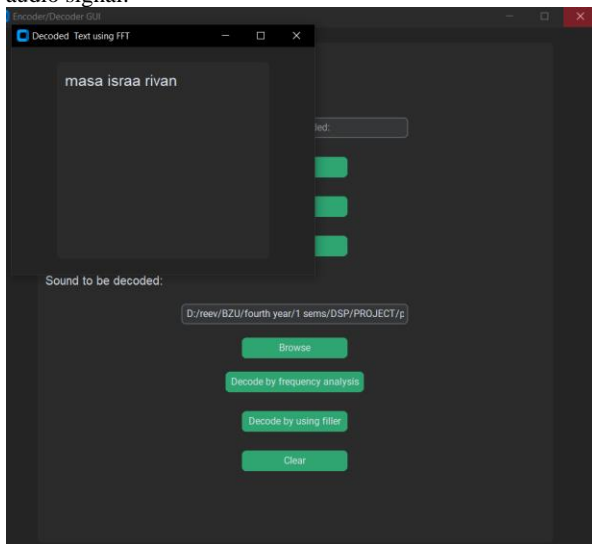 audio signal.
Encoder/Decoder GUI
Decoded Text using FFT
masa israa rivan
ded:
Sound to be decoded:
D:/reev/BZU/fourth year/1 sems/DSP/PROJECT/p
Browse
Decode by frequency analysis
Decode by using filler
Clear